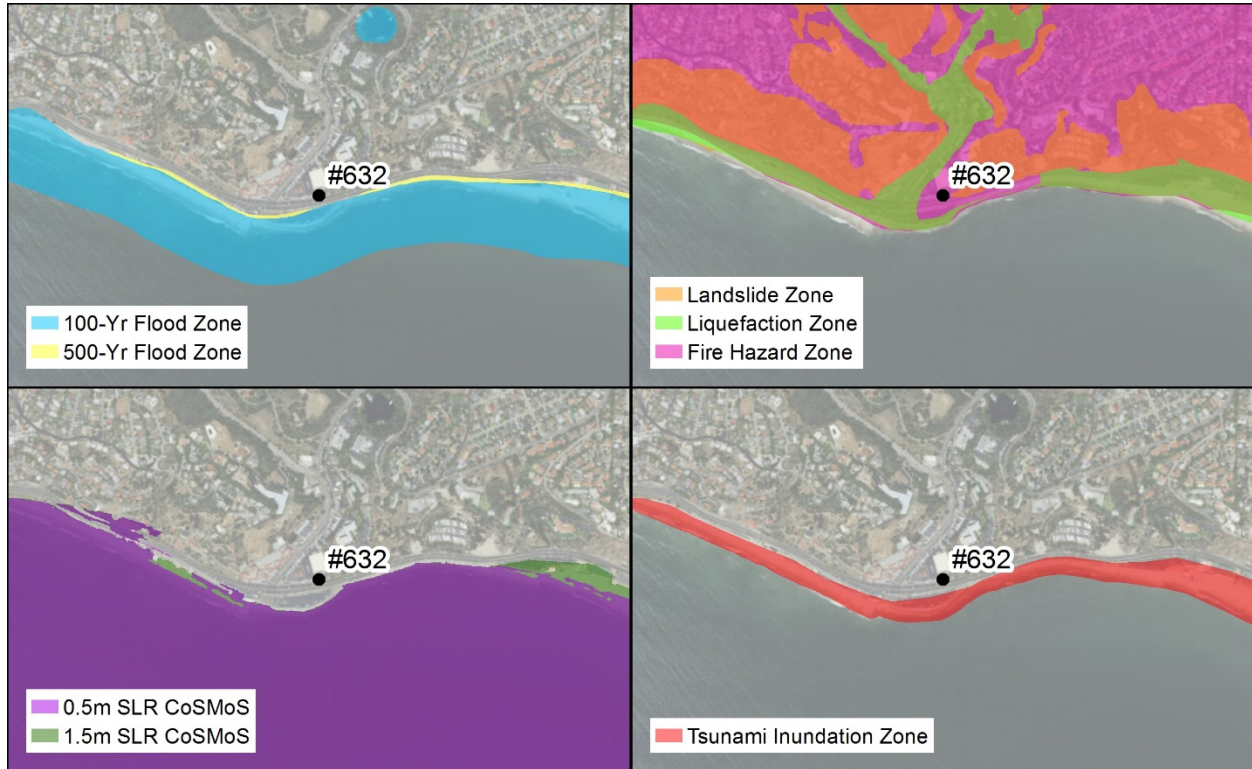 #632
100-Yr Flood Zone
500-Yr Flood Zone
#632
Landslide Zone
Liquefaction Zone
Fire Hazard Zone
#632
0.5m SLR CoSMoS
1.5m SLR CoSMoS
#632
Tsunami Inundation Zone